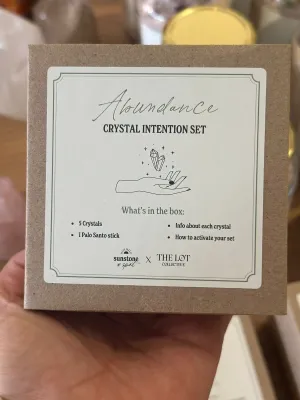 Abundance
CRYSTAL INTENTION SET
What's in the box:
• 5 Crystals
• 1 Palo Santo stick
• Info about each crystal
• How to activate your set
sunstone
X
THE LOT
COLLECTIVE